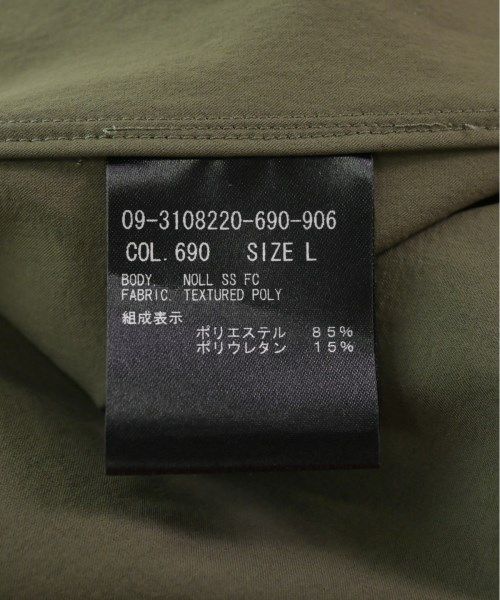 09-3108220-690-906
COL.690 SIZE L
BODY. NOLL SS FC
FABRIC. TEXTURED POLY
組成表示
ポリエステル 85%
ポリウレタン 15%